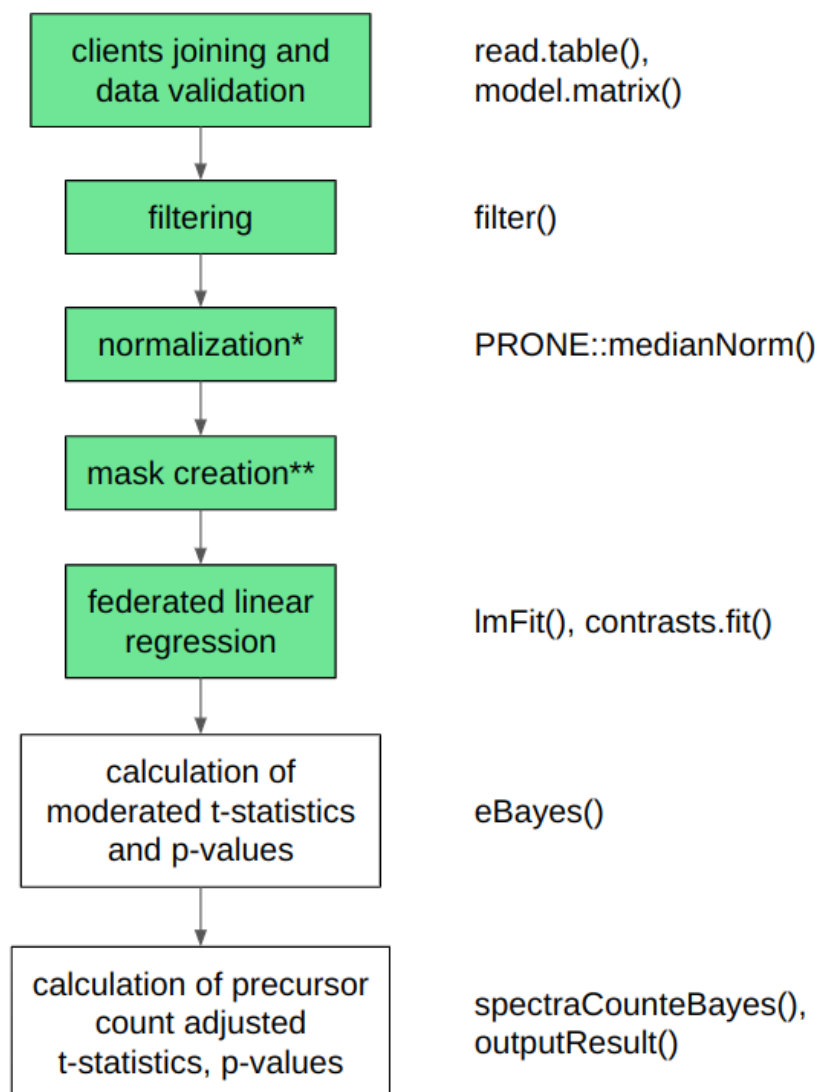 clients joining and
data validation
read.table(),
model.matrix()
filtering
filter()
normalization*
PRONE::medianNorm()
mask creation**
federated linear
regression
lmFit(), contrasts.fit()
calculation of
moderated t-statistics
and p-values
eBayes()
calculation of precursor
count adjusted
t-statistics, p-values
spectraCounteBayes(),
outputResult()